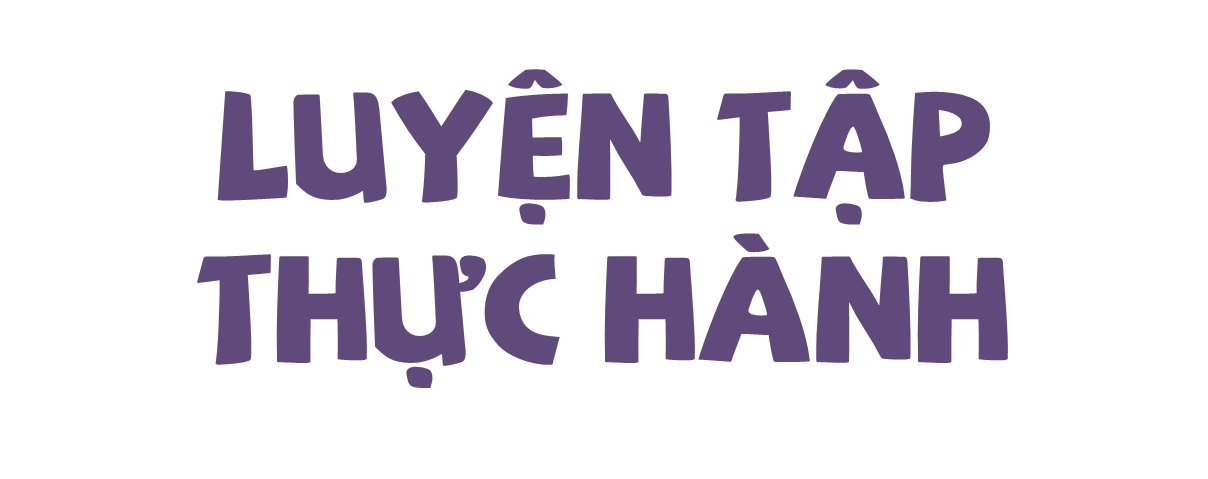 LUYỆN TẬP
THỰC HÀNH